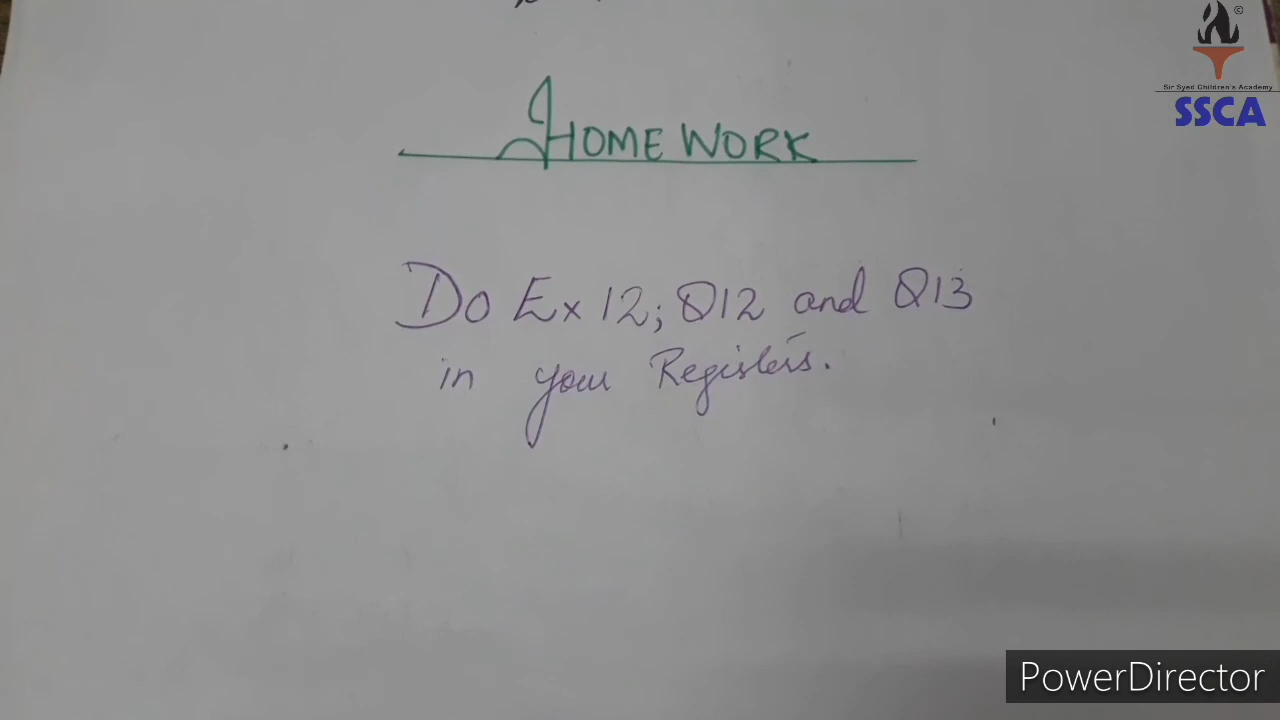 ©
Sir Syed Children's Academy
SSCA
HOME WORK
Do Ex 12; Q12 and Q13
in your Registers.
PowerDirector